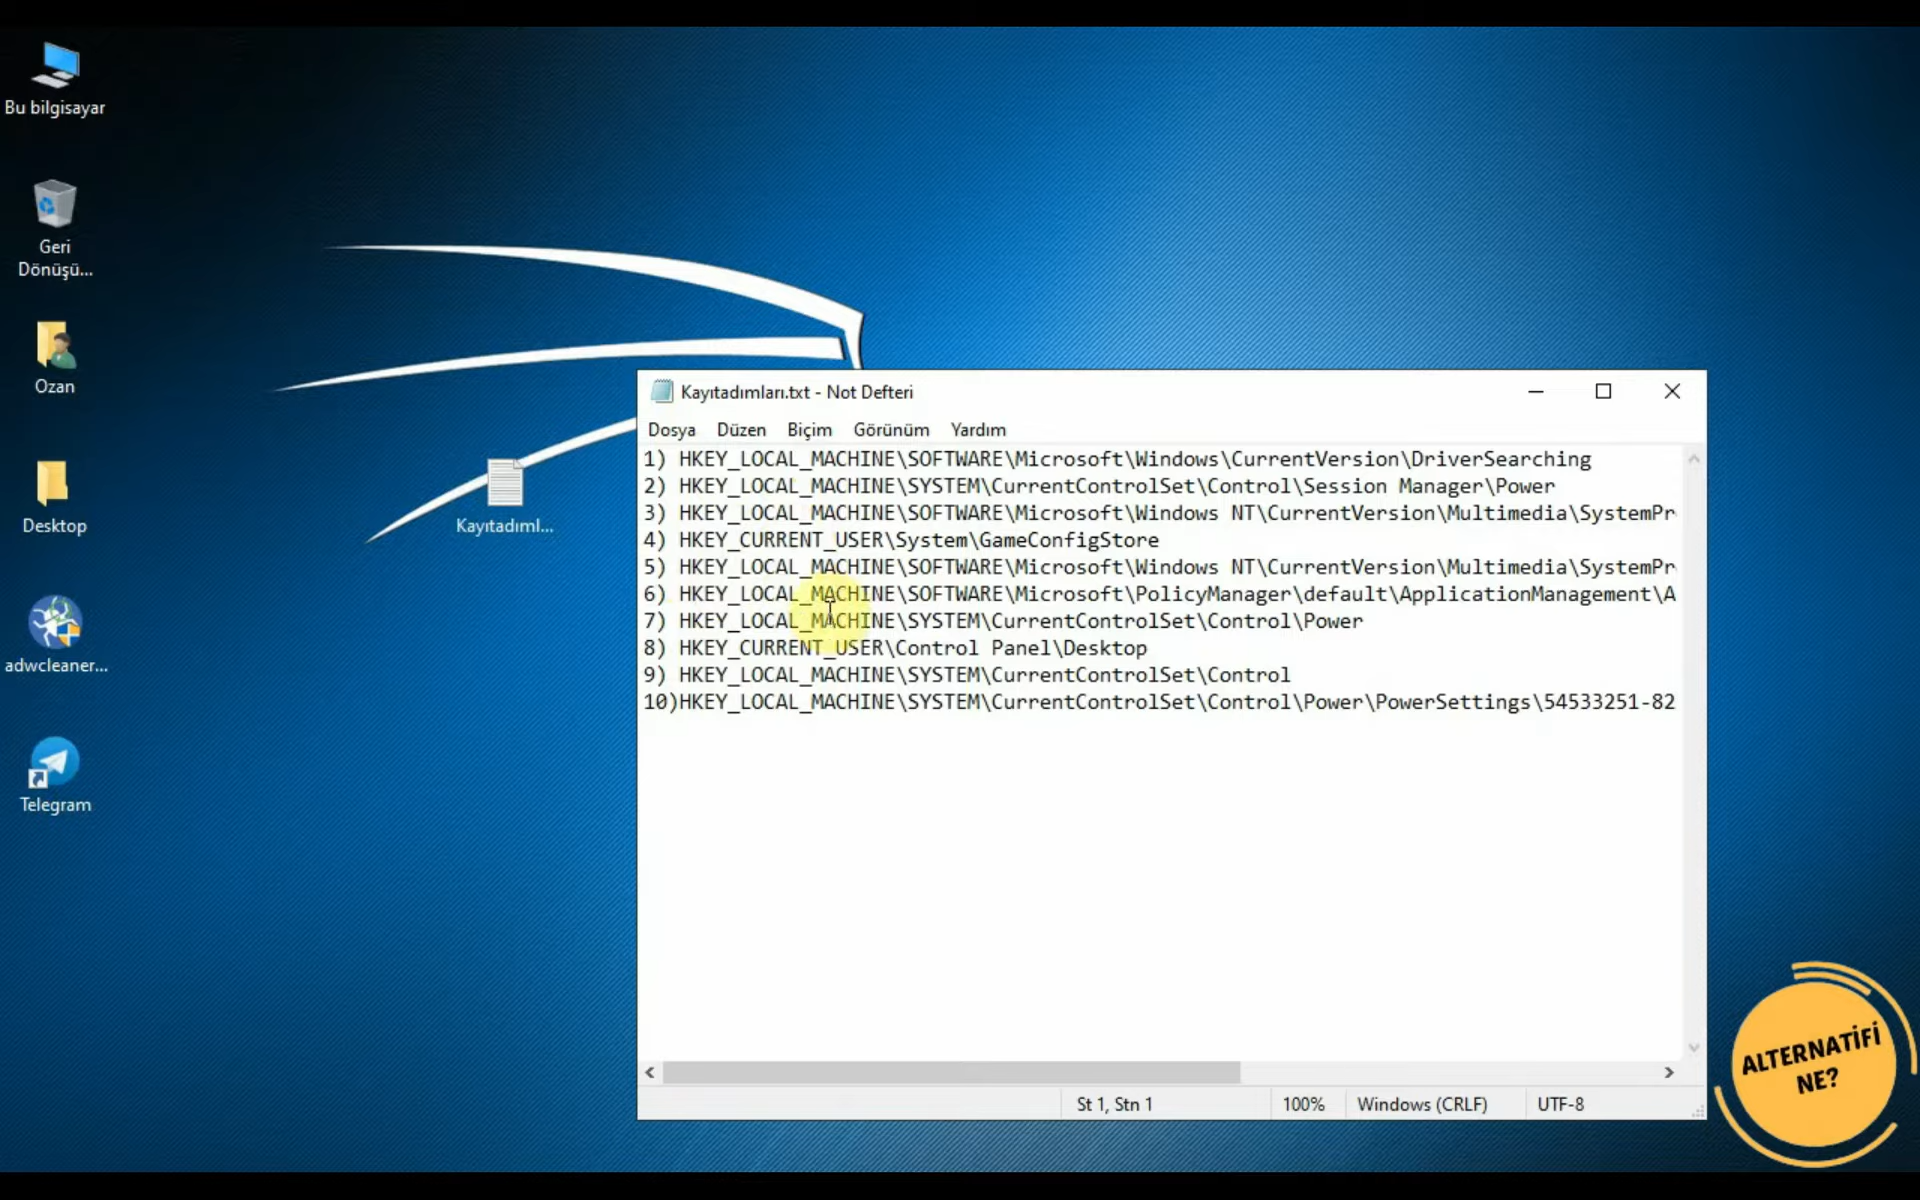 Bu bilgisayar
Geri
Dönüşü...
Ozan
Desktop
adwcleaner...
Telegram
Kayıtadıml...
Kayıtadımları.txt - Not Defteri
Dosya Düzen Biçim Görünüm Yardım
1) HKEY_LOCAL_MACHINE\SOFTWARE\Microsoft\Windows\CurrentVersion\DriverSearching
2) HKEY_LOCAL_MACHINE\SYSTEM\CurrentControlSet\Control\Session Manager\Power
3) HKEY_LOCAL_MACHINE\SOFTWARE\Microsoft\Windows NT\CurrentVersion\Multimedia\SystemPr
4) HKEY_CURRENT_USER\System\GameConfigStore
5) HKEY_LOCAL_MACHINE\SOFTWARE\Microsoft\Windows NT\CurrentVersion\Multimedia\SystemPr
6) HKEY_LOCAL_MACHINE\SOFTWARE\Microsoft\PolicyManager\default\ApplicationManagement\A
7) HKEY_LOCAL_MACHINE\SYSTEM\CurrentControlSet\Control\Power
8) HKEY_CURRENT_USER\Control Panel\Desktop
9) HKEY_LOCAL_MACHINE\SYSTEM\CurrentControlSet\Control
10)HKEY_LOCAL_MACHINE\SYSTEM\CurrentControlSet\Control\Power\PowerSettings\54533251-82
St 1, Stn 1 100% Windows (CRLF) UTF-8
ALTERNATİFİ
NE?